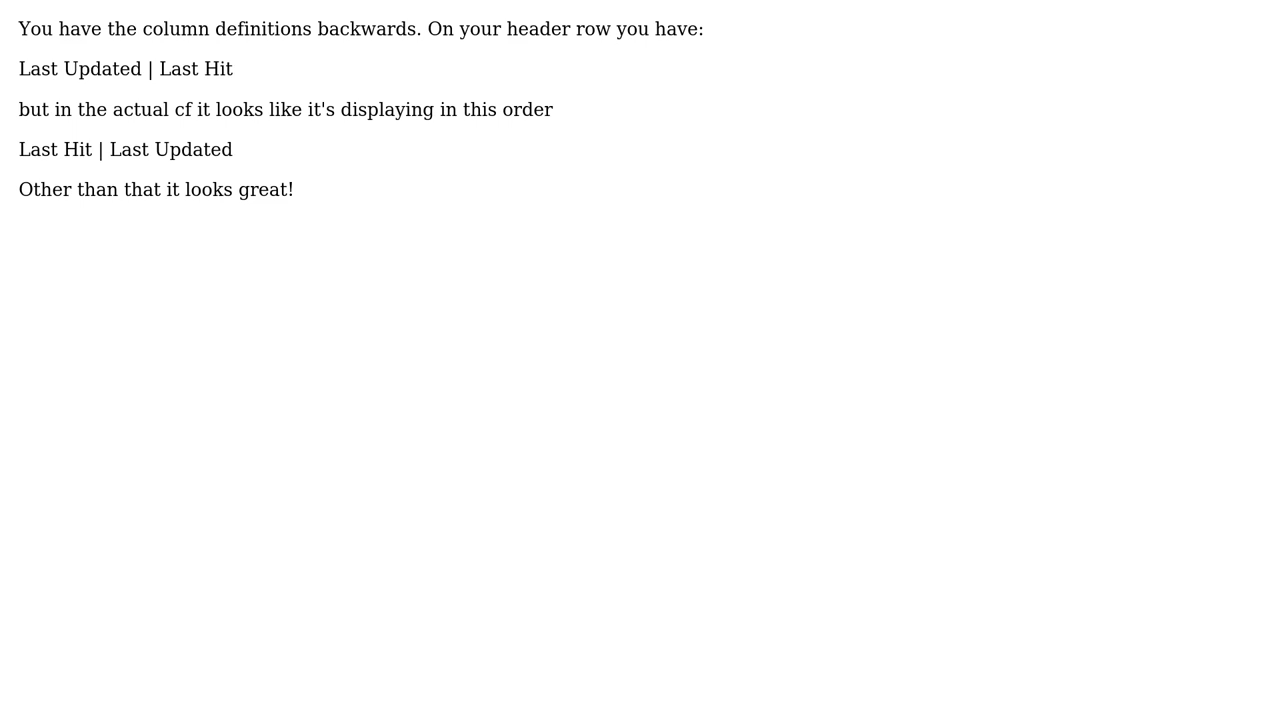 You have the column definitions backwards. On your header row you have:
Last Updated | Last Hit
but in the actual cf it looks like it's displaying in this order
Last Hit | Last Updated
Other than that it looks great!